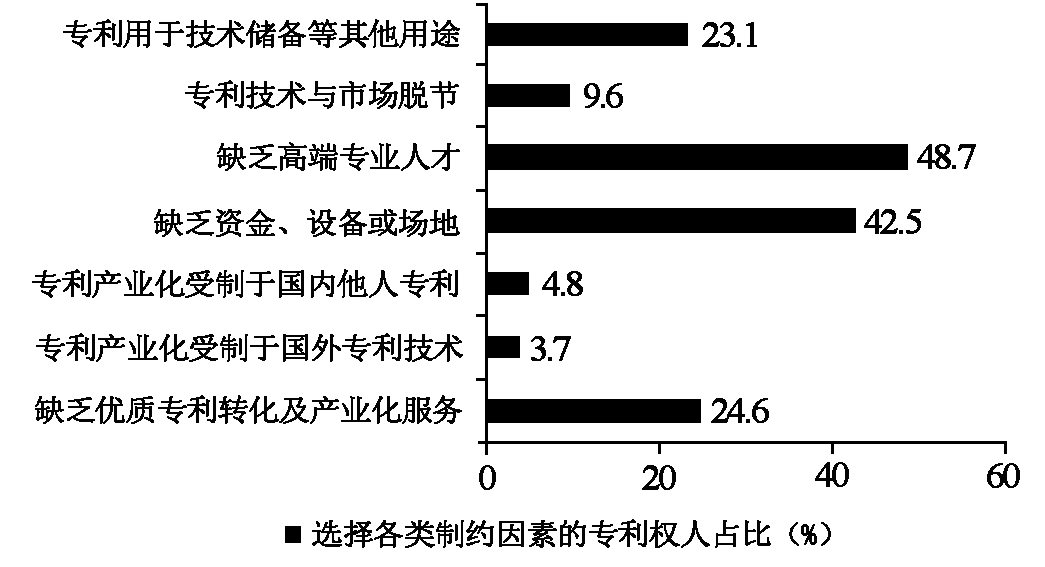 专利用于技术储备等其他用途 23.1
专利技术与市场脱节 9.6
缺乏高端专业人才 48.7
缺乏资金、设备或场地 42.5
专利产业化受制于国内他人专利 4.8
专利产业化受制于国外专利技术 3.7
缺乏优质专利转化及产业化服务 24.6
0 20 40 60
■ 选择各类制约因素的专利权人占比（%）